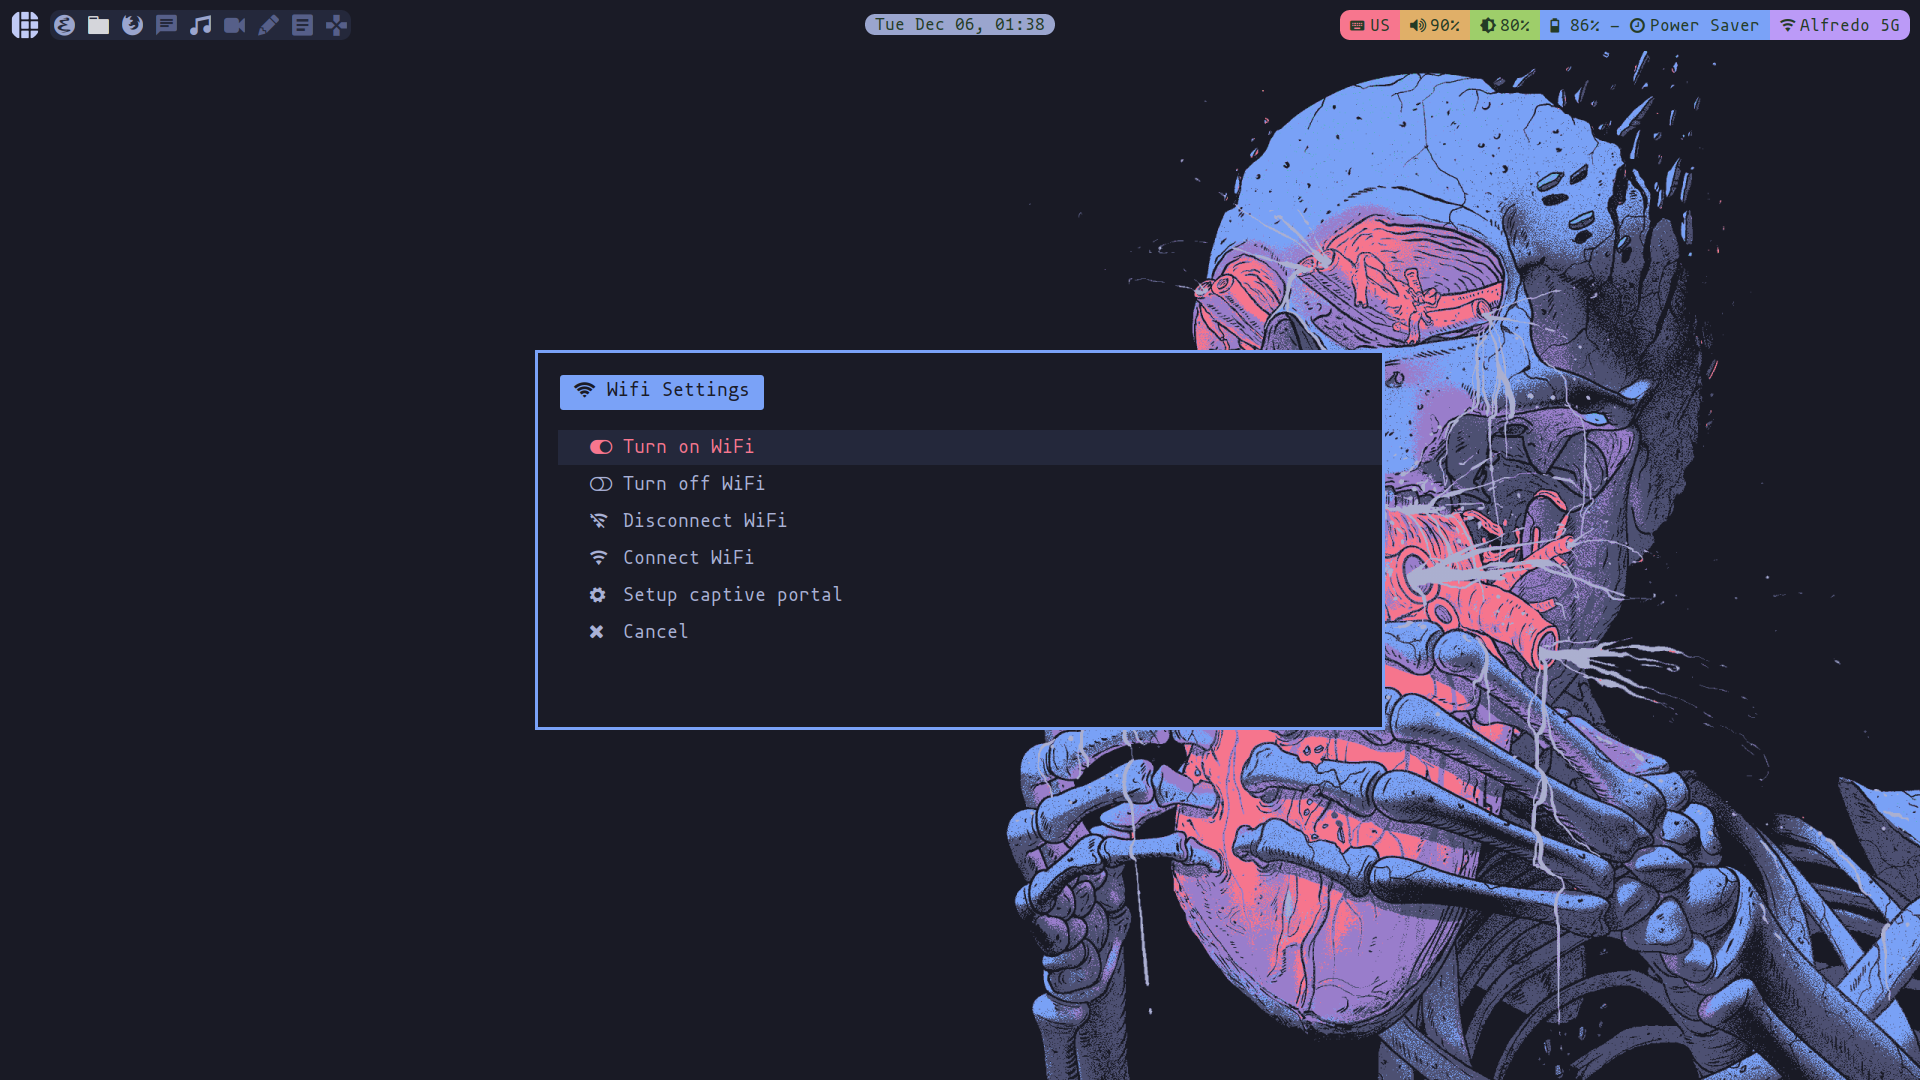 Tue Dec 06, 01:38
US 90% 80% 86% – Power Saver Alfredo 5G
Wifi Settings
Turn on WiFi
Turn off WiFi
Disconnect WiFi
Connect WiFi
Setup captive portal
Cancel